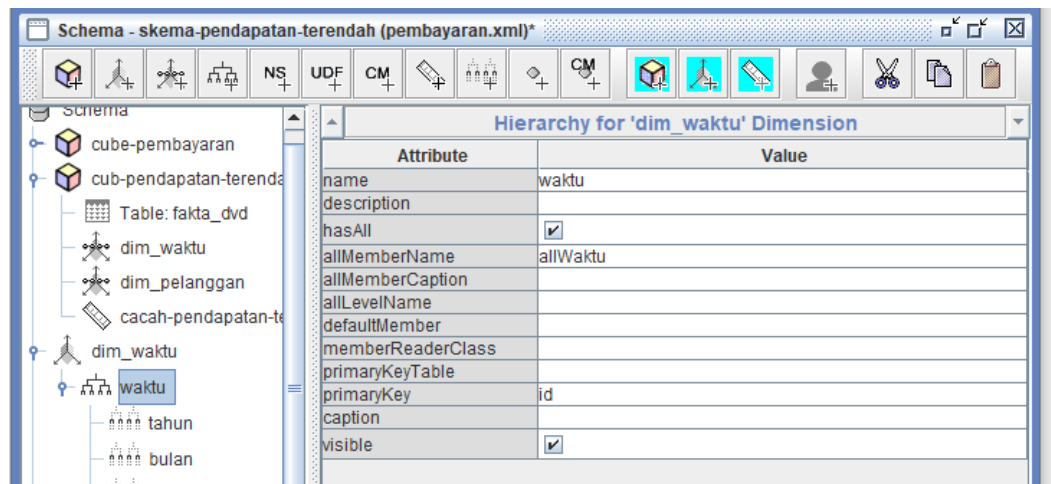 Schema - skema-pendapatan-terendah (pembayaran.xml)*
NS UDF CM CM
Schema
cube-pembayaran
cub-pendapatan-terenda
Table: fakta_dvd
dim_waktu
dim_pelanggan
cacah-pendapatan-te
dim_waktu
waktu
tahun
bulan
Hierarchy for 'dim_waktu' Dimension
Attribute Value
name waktu
description
hasAll
allMemberName allWaktu
allMemberCaption
allLevelName
defaultMember
memberReaderClass
primaryKeyTable
primaryKey id
caption
visible